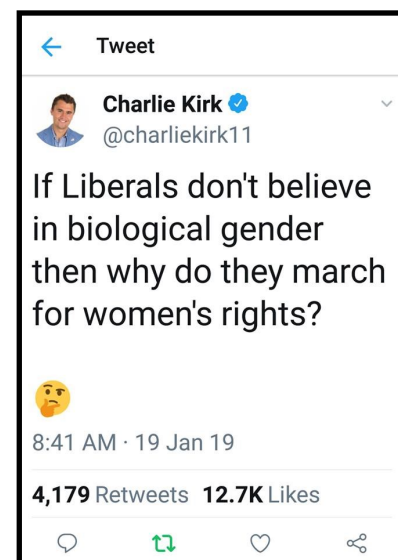 Tweet
Charlie Kirk
@charliekirk11
If Liberals don't believe
in biological gender
then why do they march
for women's rights?
🤔
8:41 AM · 19 Jan 19
4,179 Retweets 12.7K Likes